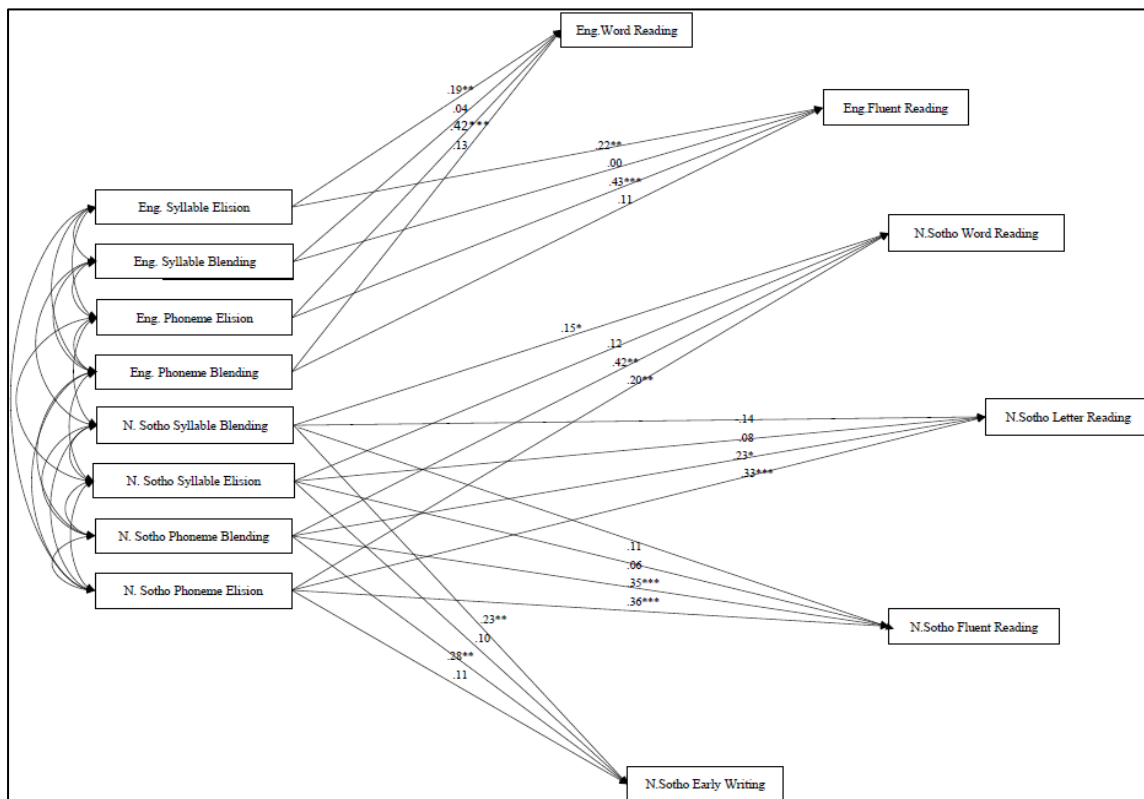 Eng.Word Reading
.19**
.04
.42***
.13
Eng.Fluent Reading
.22**
.00
.43***
.11
Eng. Syllable Elision
Eng. Syllable Blending
Eng. Phoneme Elision
Eng. Phoneme Blending
N. Sotho Syllable Blending
N. Sotho Syllable Elision
N. Sotho Phoneme Blending
N. Sotho Phoneme Elision
N.Sotho Word Reading
.15*
.12
.42**
.20**
N.Sotho Letter Reading
-.14
.08
.23*
.33***
.11
.06
.35***
.36***
N.Sotho Fluent Reading
.23**
.10
.28**
.11
N.Sotho Early Writing